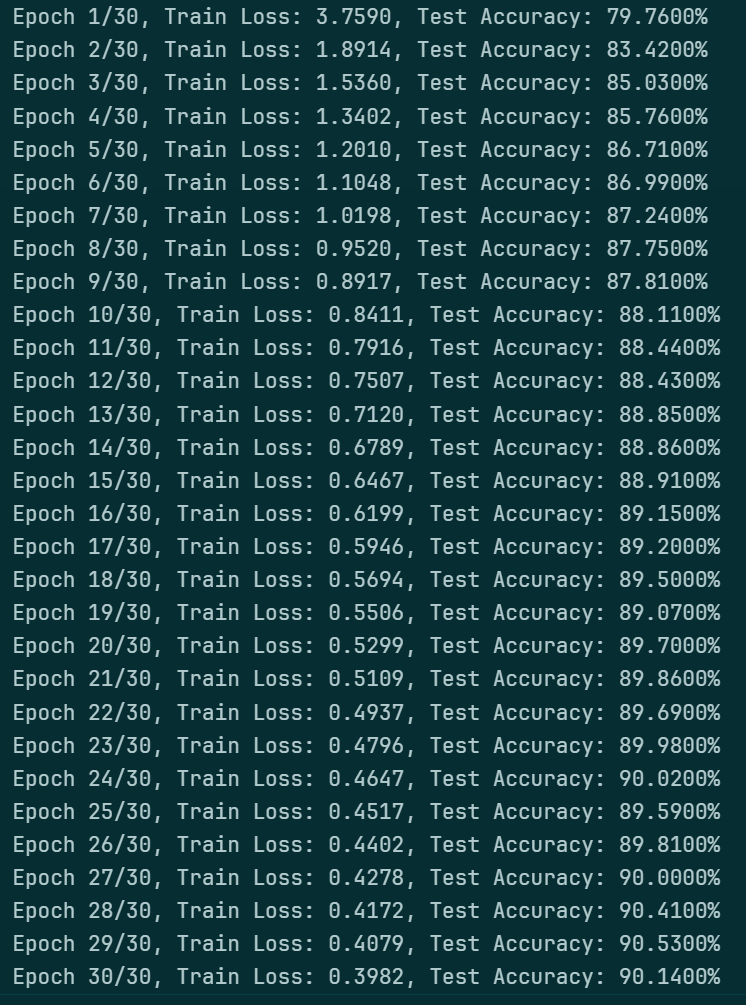 Epoch 1/30, Train Loss: 3.7590, Test Accuracy: 79.7600%
Epoch 2/30, Train Loss: 1.8914, Test Accuracy: 83.4200%
Epoch 3/30, Train Loss: 1.5360, Test Accuracy: 85.0300%
Epoch 4/30, Train Loss: 1.3402, Test Accuracy: 85.7600%
Epoch 5/30, Train Loss: 1.2010, Test Accuracy: 86.7100%
Epoch 6/30, Train Loss: 1.1048, Test Accuracy: 86.9900%
Epoch 7/30, Train Loss: 1.0198, Test Accuracy: 87.2400%
Epoch 8/30, Train Loss: 0.9520, Test Accuracy: 87.7500%
Epoch 9/30, Train Loss: 0.8917, Test Accuracy: 87.8100%
Epoch 10/30, Train Loss: 0.8411, Test Accuracy: 88.1100%
Epoch 11/30, Train Loss: 0.7916, Test Accuracy: 88.4400%
Epoch 12/30, Train Loss: 0.7507, Test Accuracy: 88.4300%
Epoch 13/30, Train Loss: 0.7120, Test Accuracy: 88.8500%
Epoch 14/30, Train Loss: 0.6789, Test Accuracy: 88.8600%
Epoch 15/30, Train Loss: 0.6467, Test Accuracy: 88.9100%
Epoch 16/30, Train Loss: 0.6199, Test Accuracy: 89.1500%
Epoch 17/30, Train Loss: 0.5946, Test Accuracy: 89.2000%
Epoch 18/30, Train Loss: 0.5694, Test Accuracy: 89.5000%
Epoch 19/30, Train Loss: 0.5506, Test Accuracy: 89.0700%
Epoch 20/30, Train Loss: 0.5299, Test Accuracy: 89.7000%
Epoch 21/30, Train Loss: 0.5109, Test Accuracy: 89.8600%
Epoch 22/30, Train Loss: 0.4937, Test Accuracy: 89.6900%
Epoch 23/30, Train Loss: 0.4796, Test Accuracy: 89.9800%
Epoch 24/30, Train Loss: 0.4647, Test Accuracy: 90.0200%
Epoch 25/30, Train Loss: 0.4517, Test Accuracy: 89.5900%
Epoch 26/30, Train Loss: 0.4402, Test Accuracy: 89.8100%
Epoch 27/30, Train Loss: 0.4278, Test Accuracy: 90.0000%
Epoch 28/30, Train Loss: 0.4172, Test Accuracy: 90.4100%
Epoch 29/30, Train Loss: 0.4079, Test Accuracy: 90.5300%
Epoch 30/30, Train Loss: 0.3982, Test Accuracy: 90.1400%